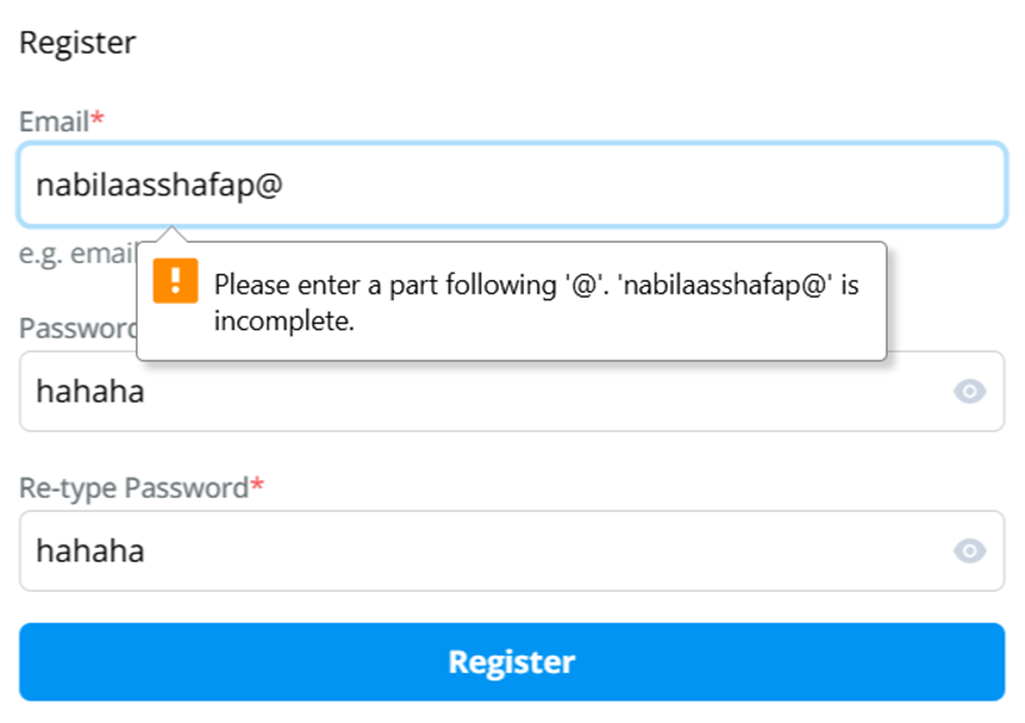 Register
Email*
nabilaasshafap@
e.g. email
Please enter a part following '@'. 'nabilaasshafap@' is
incomplete.
Password
hahaha
Re-type Password*
hahaha
Register